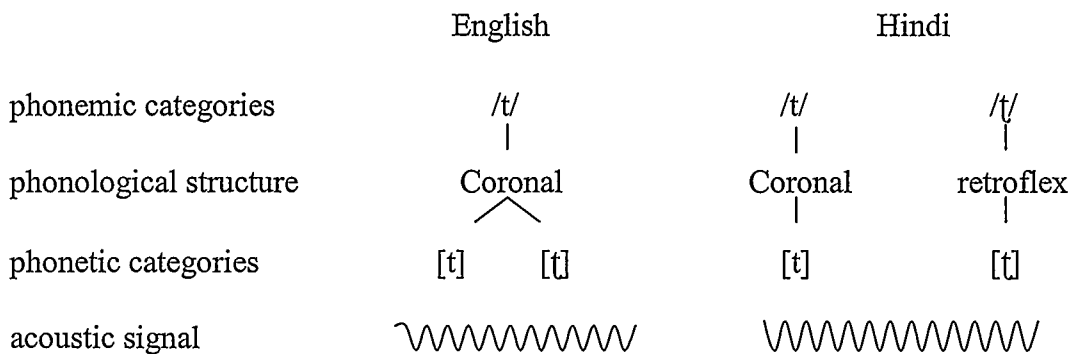 English Hindi
phonemic categories /t/ /t/ /ʈ/
phonological structure Coronal Coronal retroflex
phonetic categories [t] [ʈ] [t] [ʈ]
acoustic signal